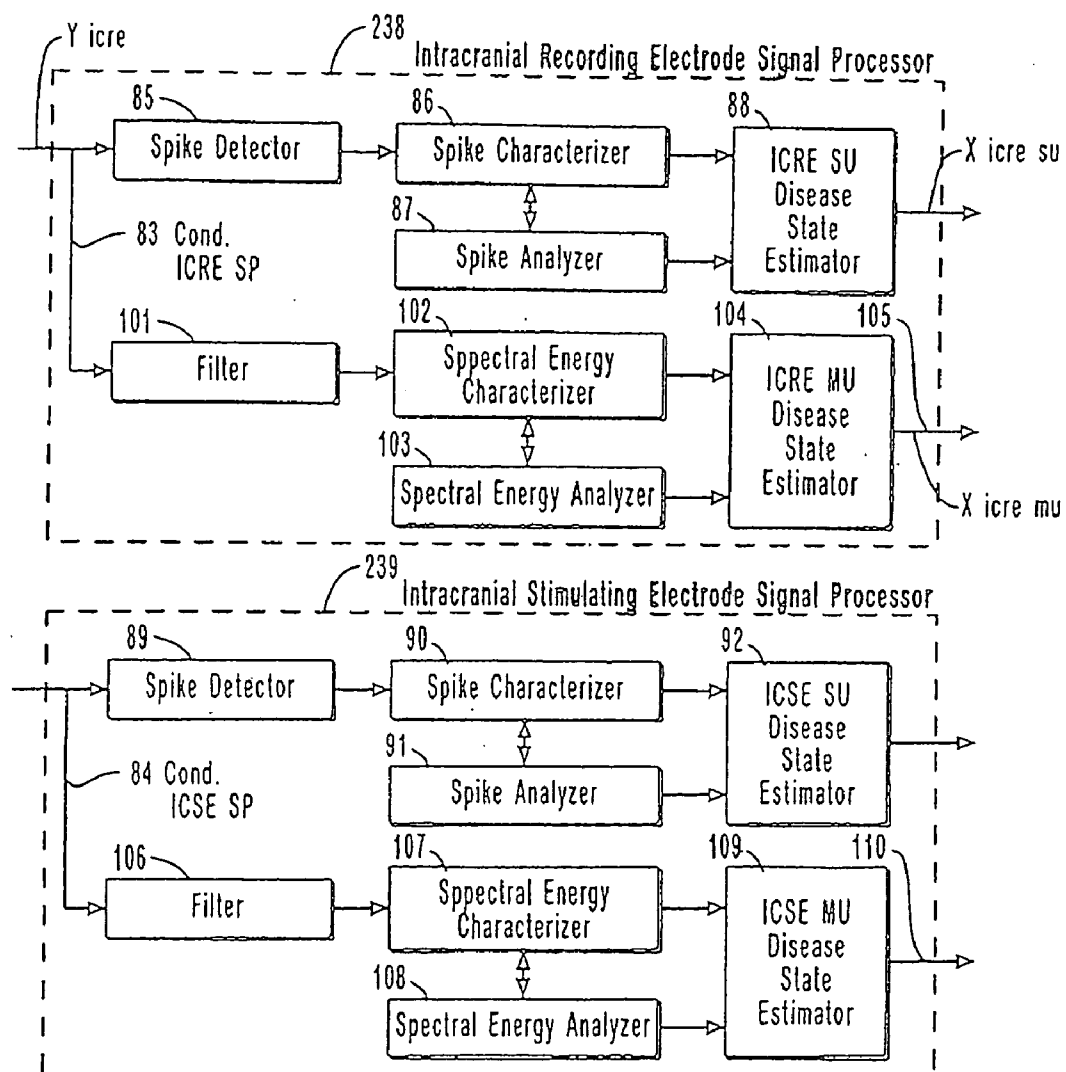 Y icre
238
Intracranial Recording Electrode Signal Processor
85
Spike Detector
86
Spike Characterizer
88
ICRE SU
Disease
State
Estimator
X icre su
83 Cond.
ICRE SP
87
Spike Analyzer
101
Filter
102
Sppectral Energy
Characterizer
104
ICRE MU
Disease
State
Estimator
105
103
Spectral Energy Analyzer
X icre mu
239
Intracranial Stimulating Electrode Signal Processor
89
Spike Detector
90
Spike Characterizer
92
ICSE SU
Disease
State
Estimator
84 Cond.
ICSE SP
91
Spike Analyzer
106
Filter
107
Sppectral Energy
Characterizer
109
ICSE MU
Disease
State
Estimator
110
108
Spectral Energy Analyzer